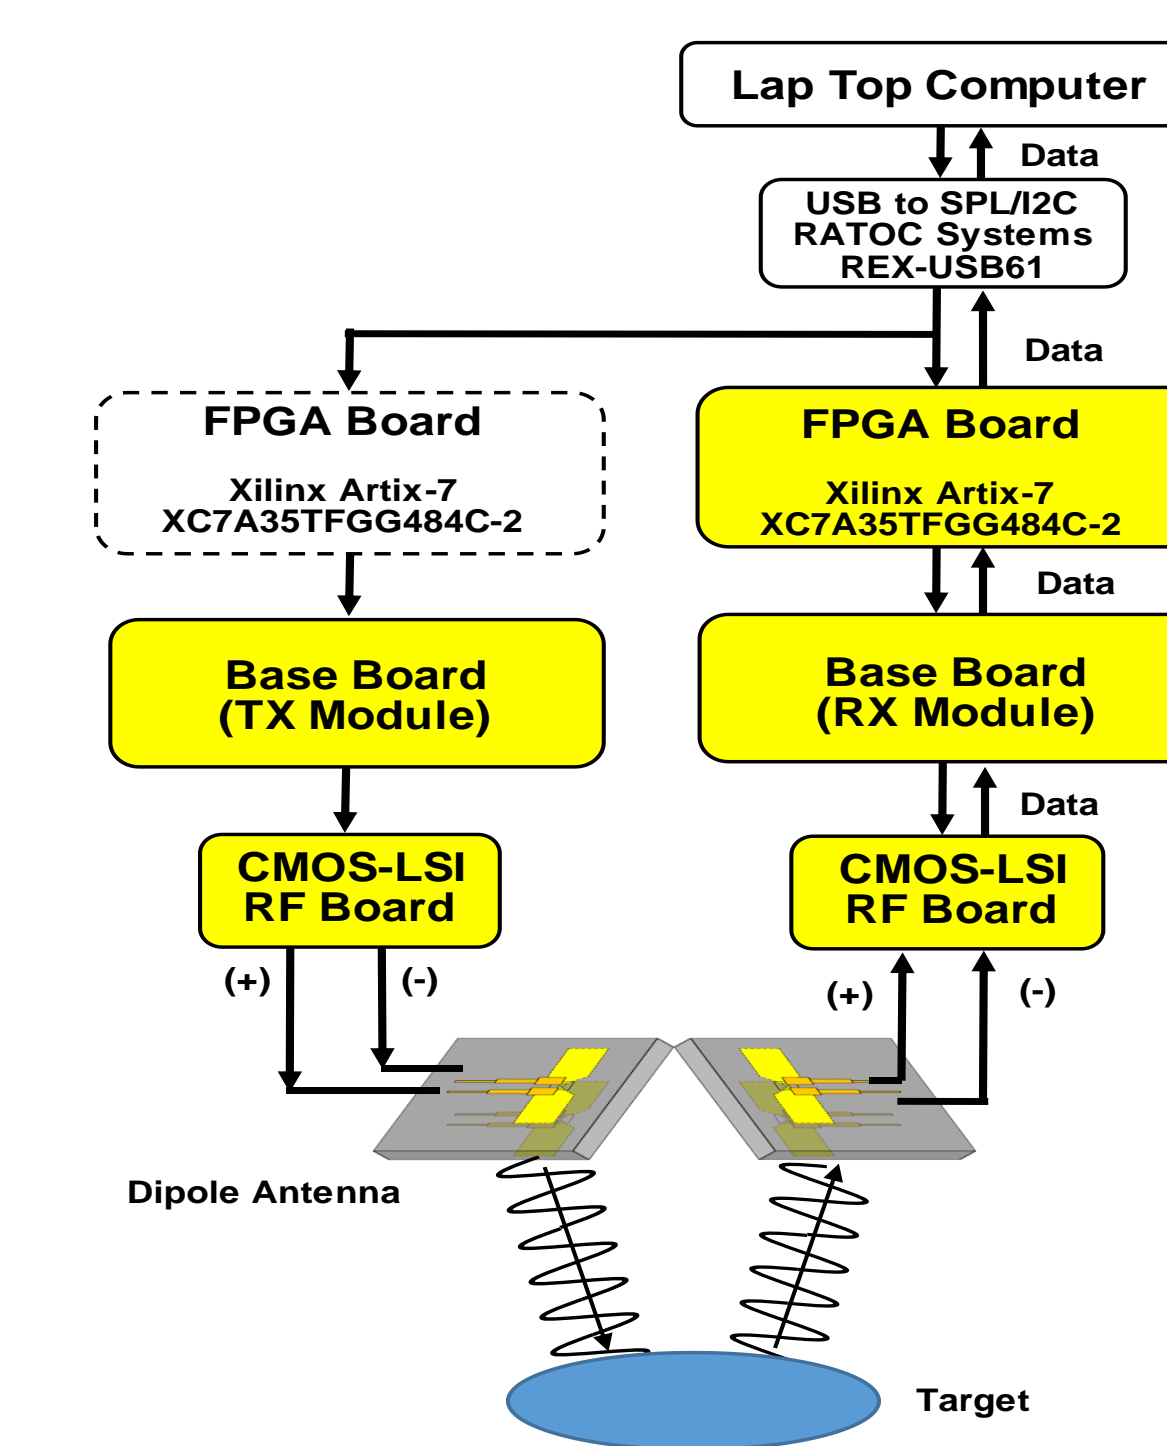 Lap Top Computer
Data
USB to SPL/I2C
RATOC Systems
REX-USB61
Data
FPGA Board
Xilinx Artix-7
XC7A35TFGG484C-2
FPGA Board
Xilinx Artix-7
XC7A35TFGG484C-2
Data
Base Board
(TX Module)
Base Board
(RX Module)
Data
CMOS-LSI
RF Board
CMOS-LSI
RF Board
(+)
(-)
(+)
(-)
Dipole Antenna
Target